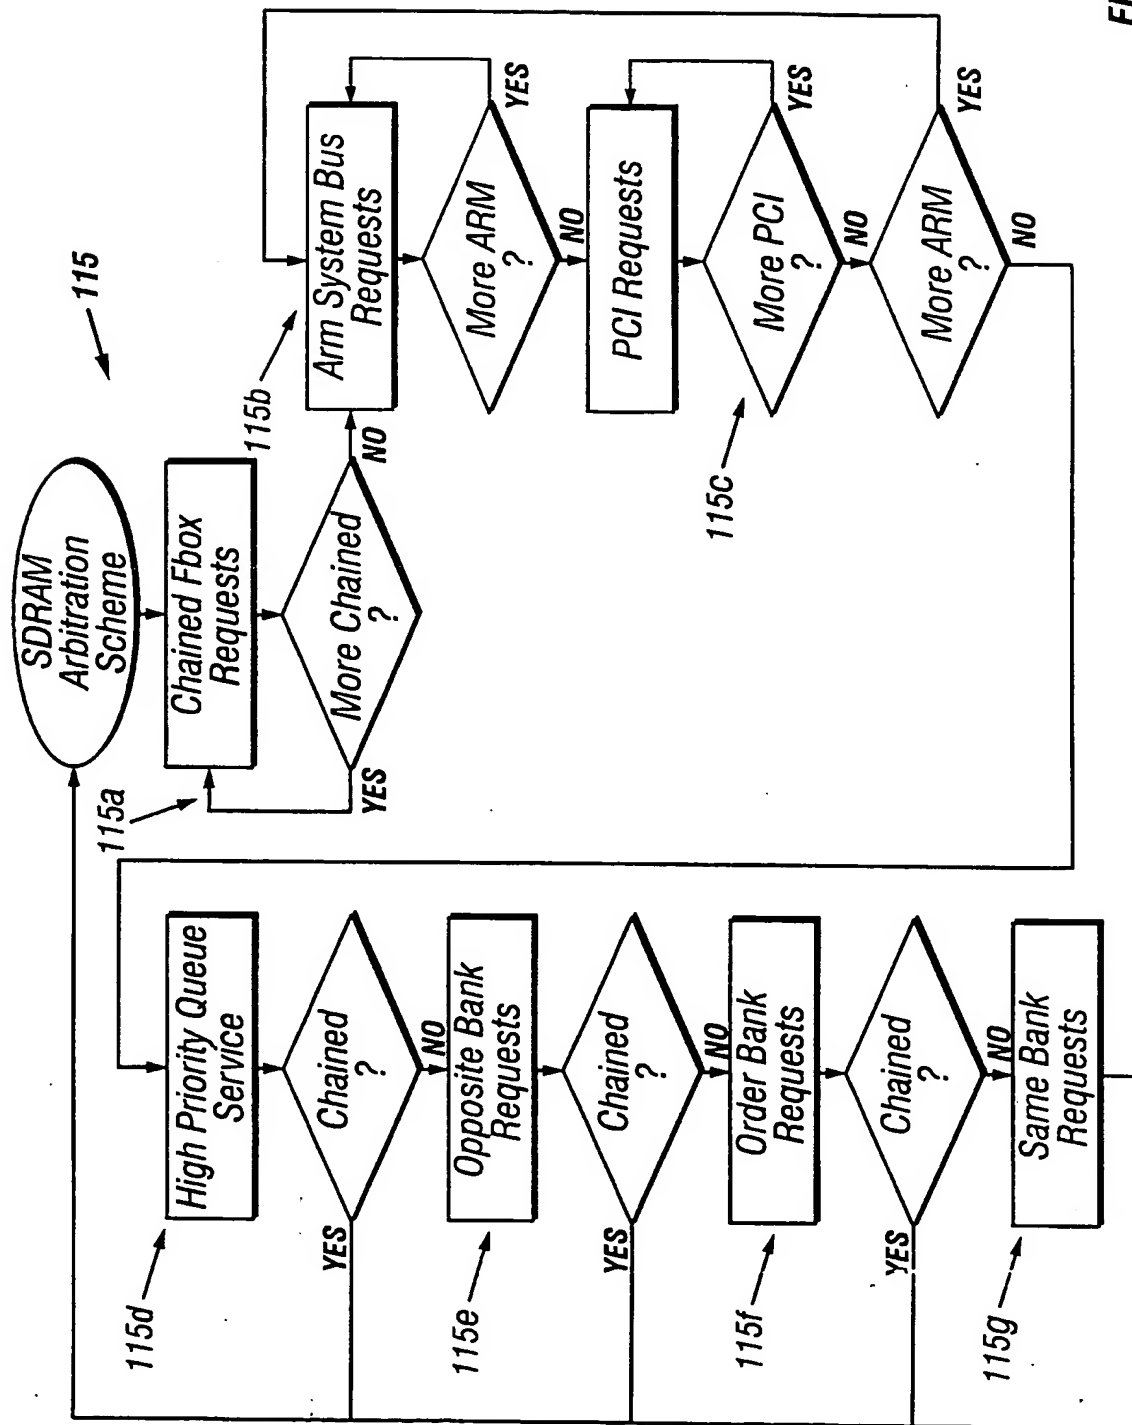 115
SDRAM
Arbitration
Scheme
115a
Chained Fbox
Requests
More Chained
?
YES
NO
115b
Arm System Bus
Requests
More ARM
?
YES
NO
PCI Requests
115c
More PCI
?
YES
NO
More ARM
?
YES
NO
115d
High Priority Queue
Service
Chained
?
YES
NO
115e
Opposite Bank
Requests
Chained
?
YES
NO
115f
Order Bank
Requests
Chained
?
YES
NO
115g
Same Bank
Requests